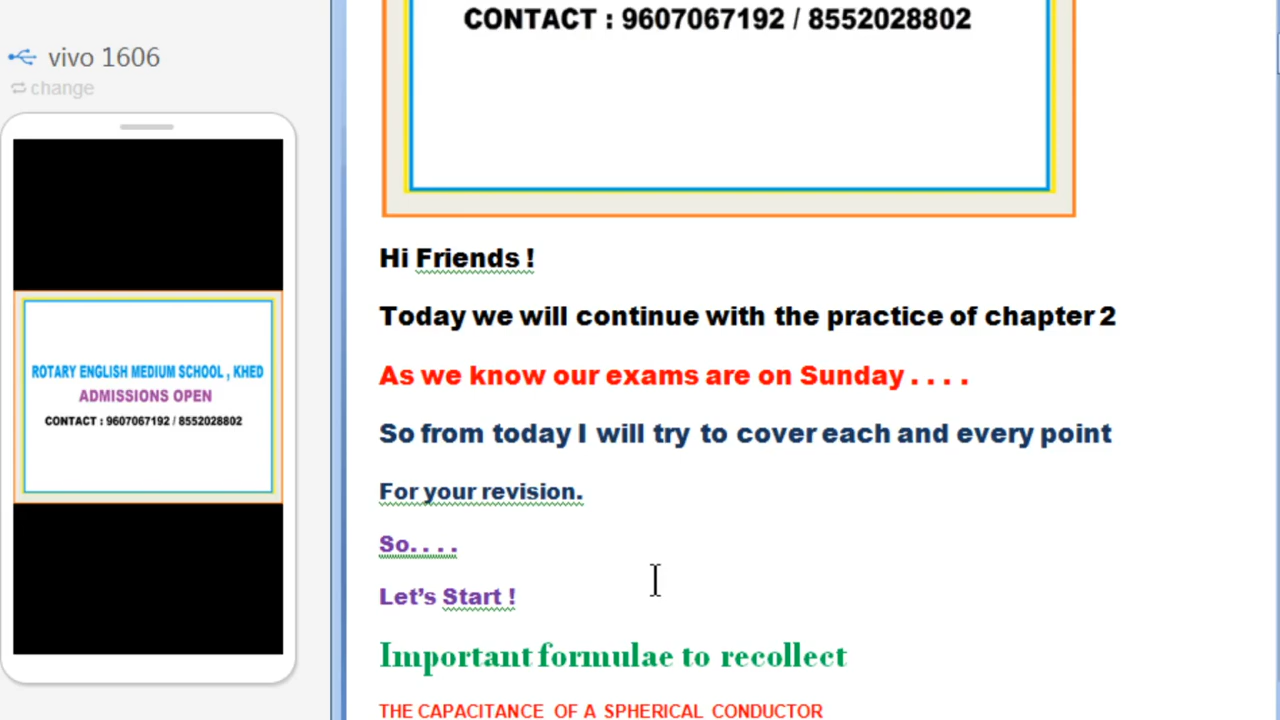 CONTACT : 9607067192 / 8552028802
vivo 1606
change
ROTARY ENGLISH MEDIUM SCHOOL , KHED
ADMISSIONS OPEN
CONTACT : 9607067192 / 8552028802
Hi Friends !
Today we will continue with the practice of chapter 2
As we know our exams are on Sunday . . . .
So from today I will try to cover each and every point
For your revision.
So. . . .
Let’s Start !
Important formulae to recollect
THE CAPACITANCE OF A SPHERICAL CONDUCTOR